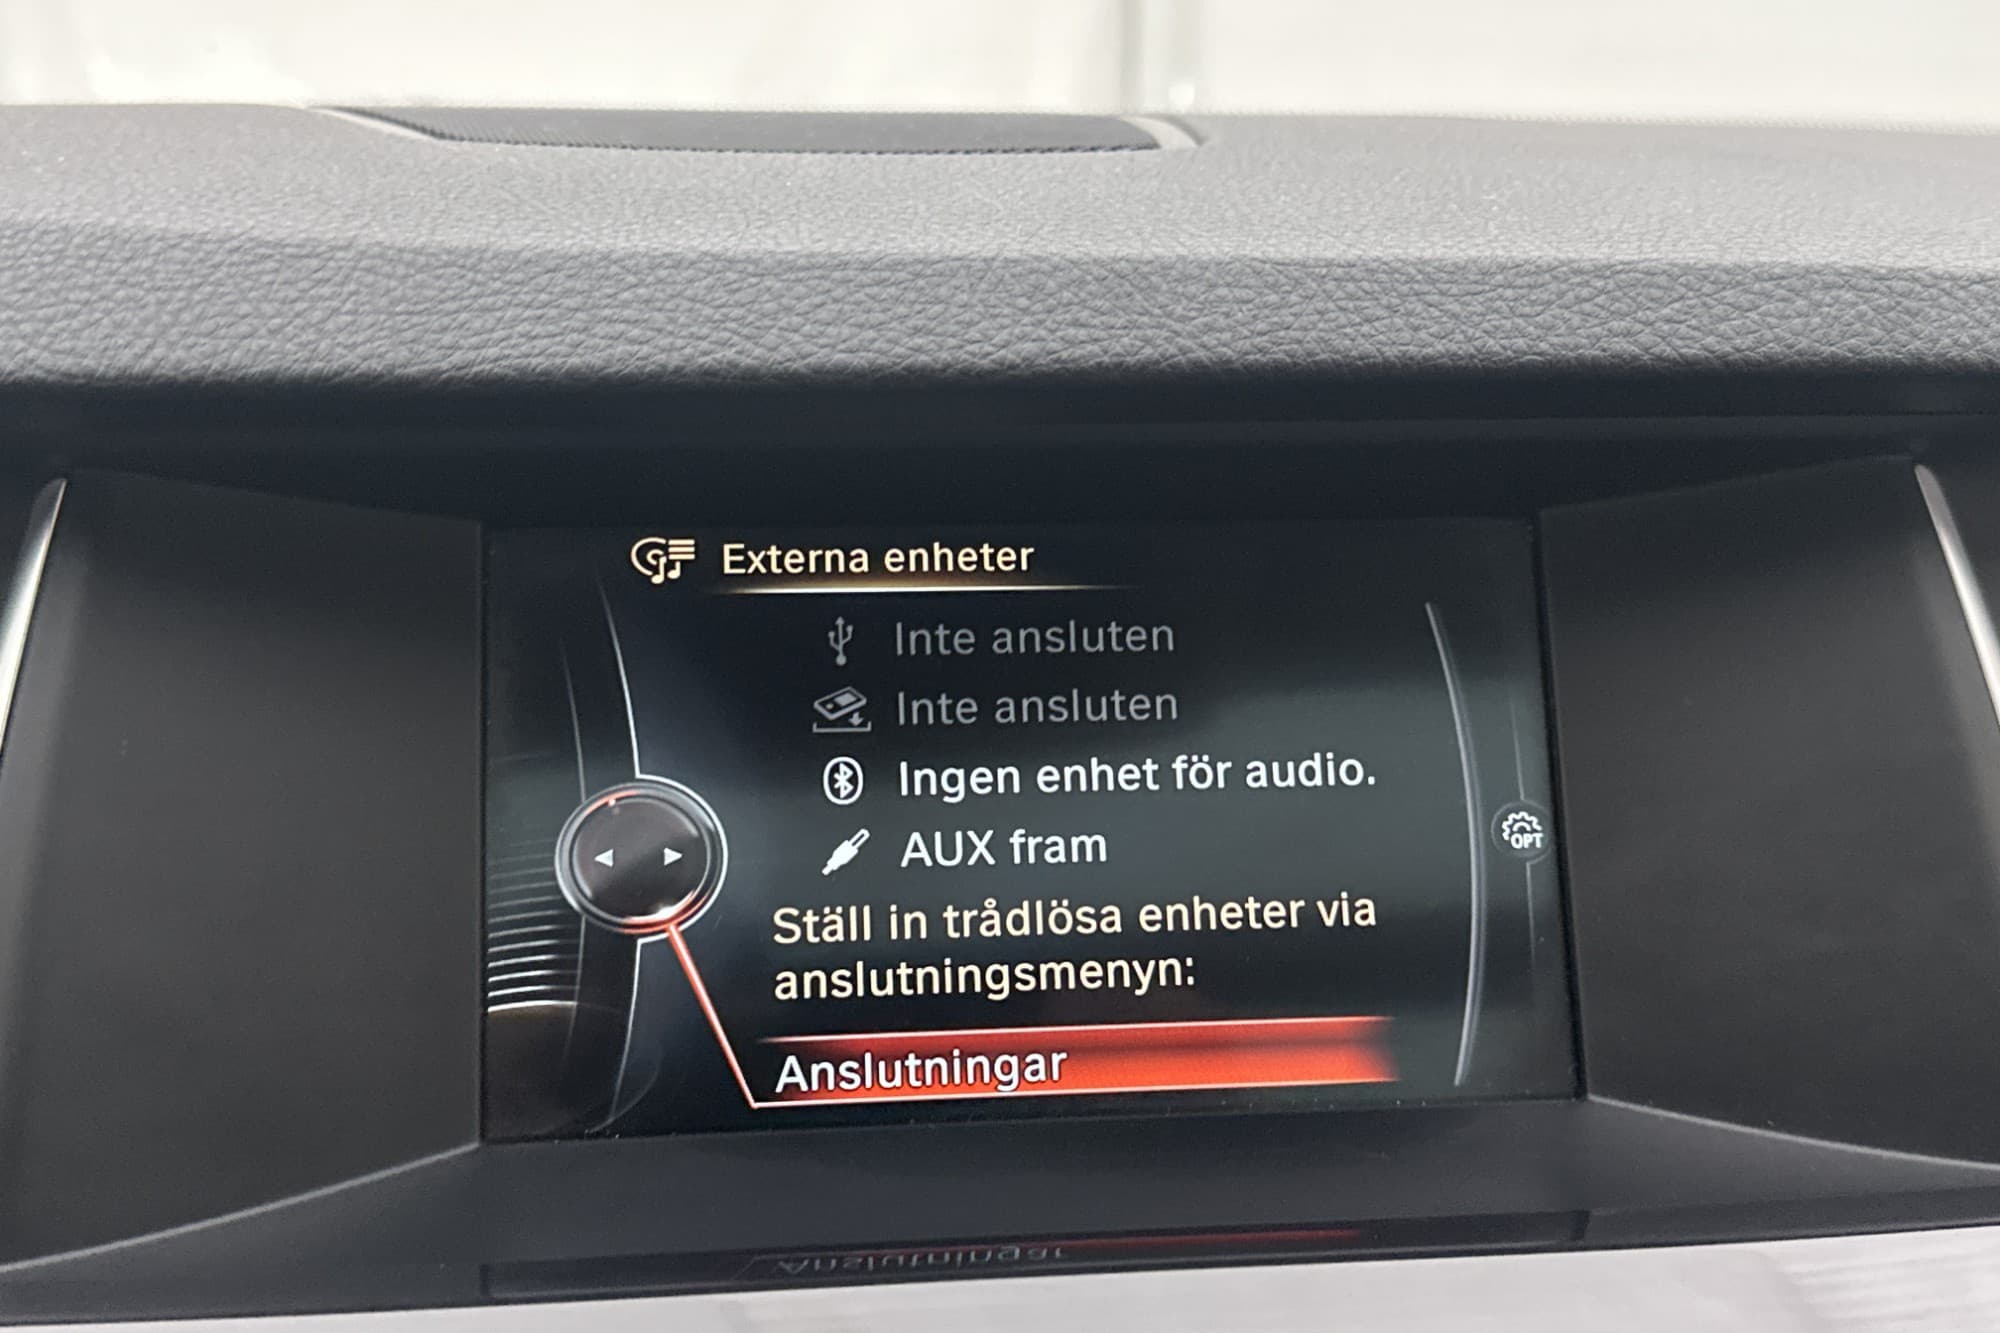 Externa enheter
Inte ansluten
Inte ansluten
Ingen enhet för audio.
AUX fram
OPT
Ställ in trådlösa enheter via
anslutningsmenyn:
Anslutningar